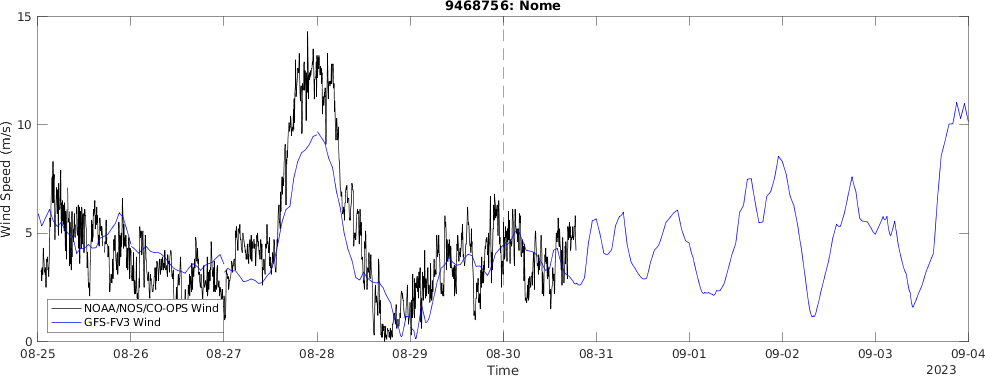 9468756: Nome
15
10
5
0
Wind Speed (m/s)
NOAA/NOS/CO-OPS Wind
GFS-FV3 Wind
08-25 08-26 08-27 08-28 08-29 08-30 08-31 09-01 09-02 09-03 09-04
Time
2023